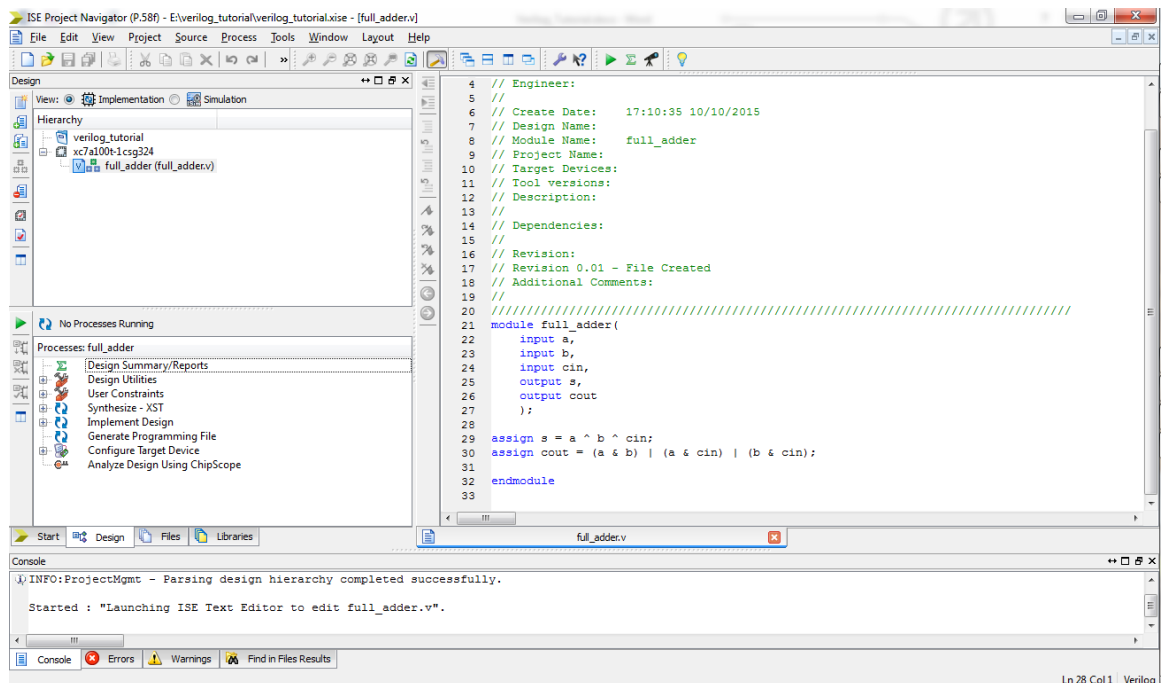 ISE Project Navigator (P.58f) - E:\verilog_tutorial\verilog_tutorial.xise - [full_adder.v]
File Edit View Project Source Process Tools Window Layout Help
Design
View: Implementation Simulation
Hierarchy
verilog_tutorial
xc7a100t-1csg324
full_adder (full_adder.v)
No Processes Running
Processes: full_adder
Design Summary/Reports
Design Utilities
User Constraints
Synthesize - XST
Implement Design
Generate Programming File
Configure Target Device
Analyze Design Using ChipScope
Start Design Files Libraries
4 // Engineer:
5 //
6 // Create Date:    17:10:35 10/10/2015
7 // Design Name:
8 // Module Name:    full_adder
9 // Project Name:
10 // Target Devices:
11 // Tool versions:
12 // Description:
13 //
14 // Dependencies:
15 //
16 // Revision:
17 // Revision 0.01 - File Created
18 // Additional Comments:
19 //
20 //////////////////////////////////////////////////////////////////////////////////
21 module full_adder(
22     input a,
23     input b,
24     input cin,
25     output s,
26     output cout
27     );
28
29 assign s = a ^ b ^ cin;
30 assign cout = (a & b) | (a & cin) | (b & cin);
31
32 endmodule
33
full_adder.v
Console
INFO:ProjectMgmt - Parsing design hierarchy completed successfully.
Started : "Launching ISE Text Editor to edit full_adder.v".
Console Errors Warnings Find in Files Results
Ln 28 Col 1 Verilog